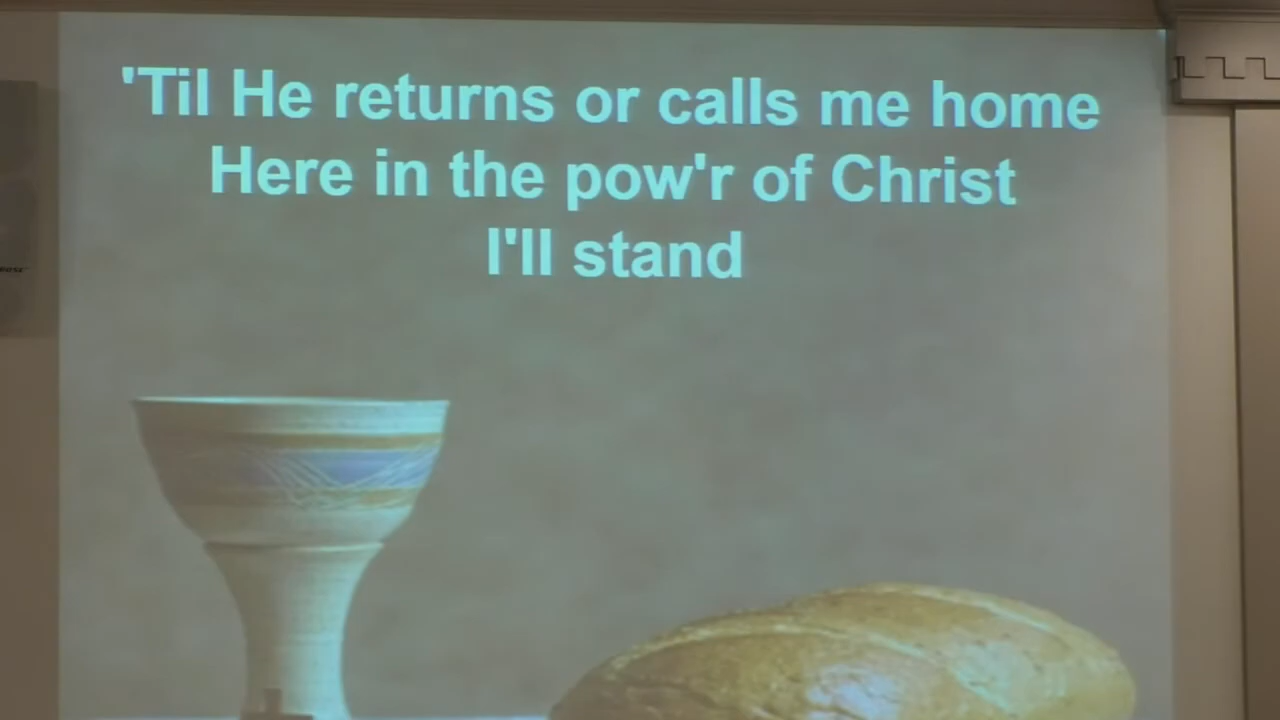 'Til He returns or calls me home
Here in the pow'r of Christ
I'll stand